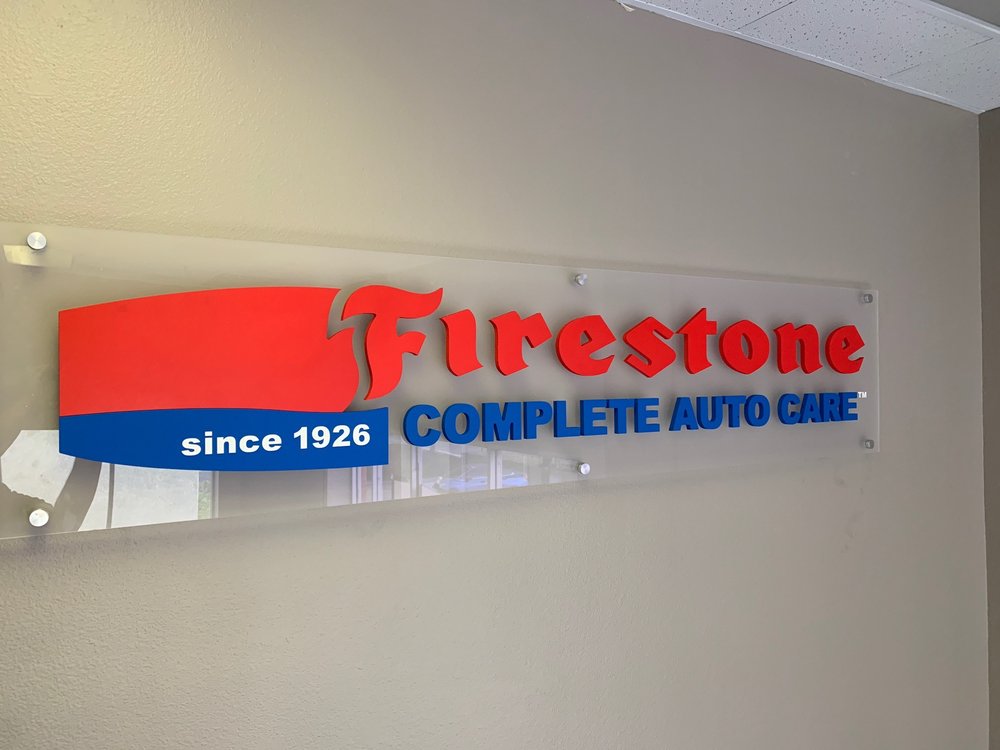 Firestone
COMPLETE AUTO CARE™
since 1926